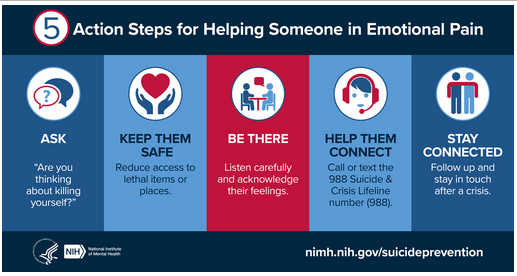 5 Action Steps for Helping Someone in Emotional Pain
?
ASK
“Are you
thinking
about killing
yourself?”
KEEP THEM
SAFE
Reduce access to
lethal items or
places.
BE THERE
Listen carefully
and acknowledge
their feelings.
HELP THEM
CONNECT
Call or text the
988 Suicide &
Crisis Lifeline
number (988).
STAY
CONNECTED
Follow up and
stay in touch
after a crisis.
NIH
National Institute
of Mental Health
nimh.nih.gov/suicideprevention